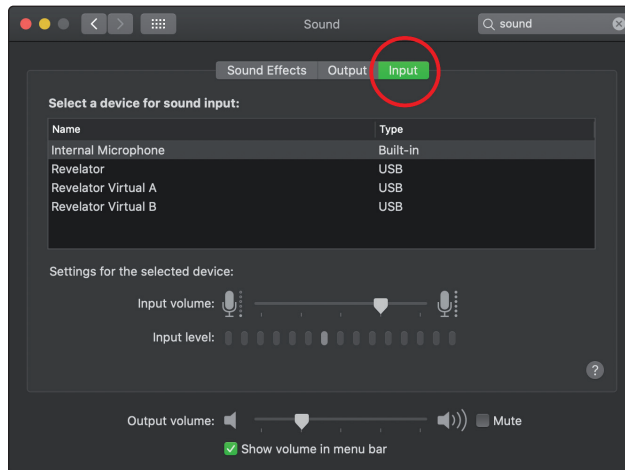 Sound
sound
Sound Effects Output Input
Select a device for sound input:
Name Type
Internal Microphone Built-in
Revelator USB
Revelator Virtual A USB
Revelator Virtual B USB
Settings for the selected device:
Input volume:
Input level:
?
Output volume: Mute
Show volume in menu bar